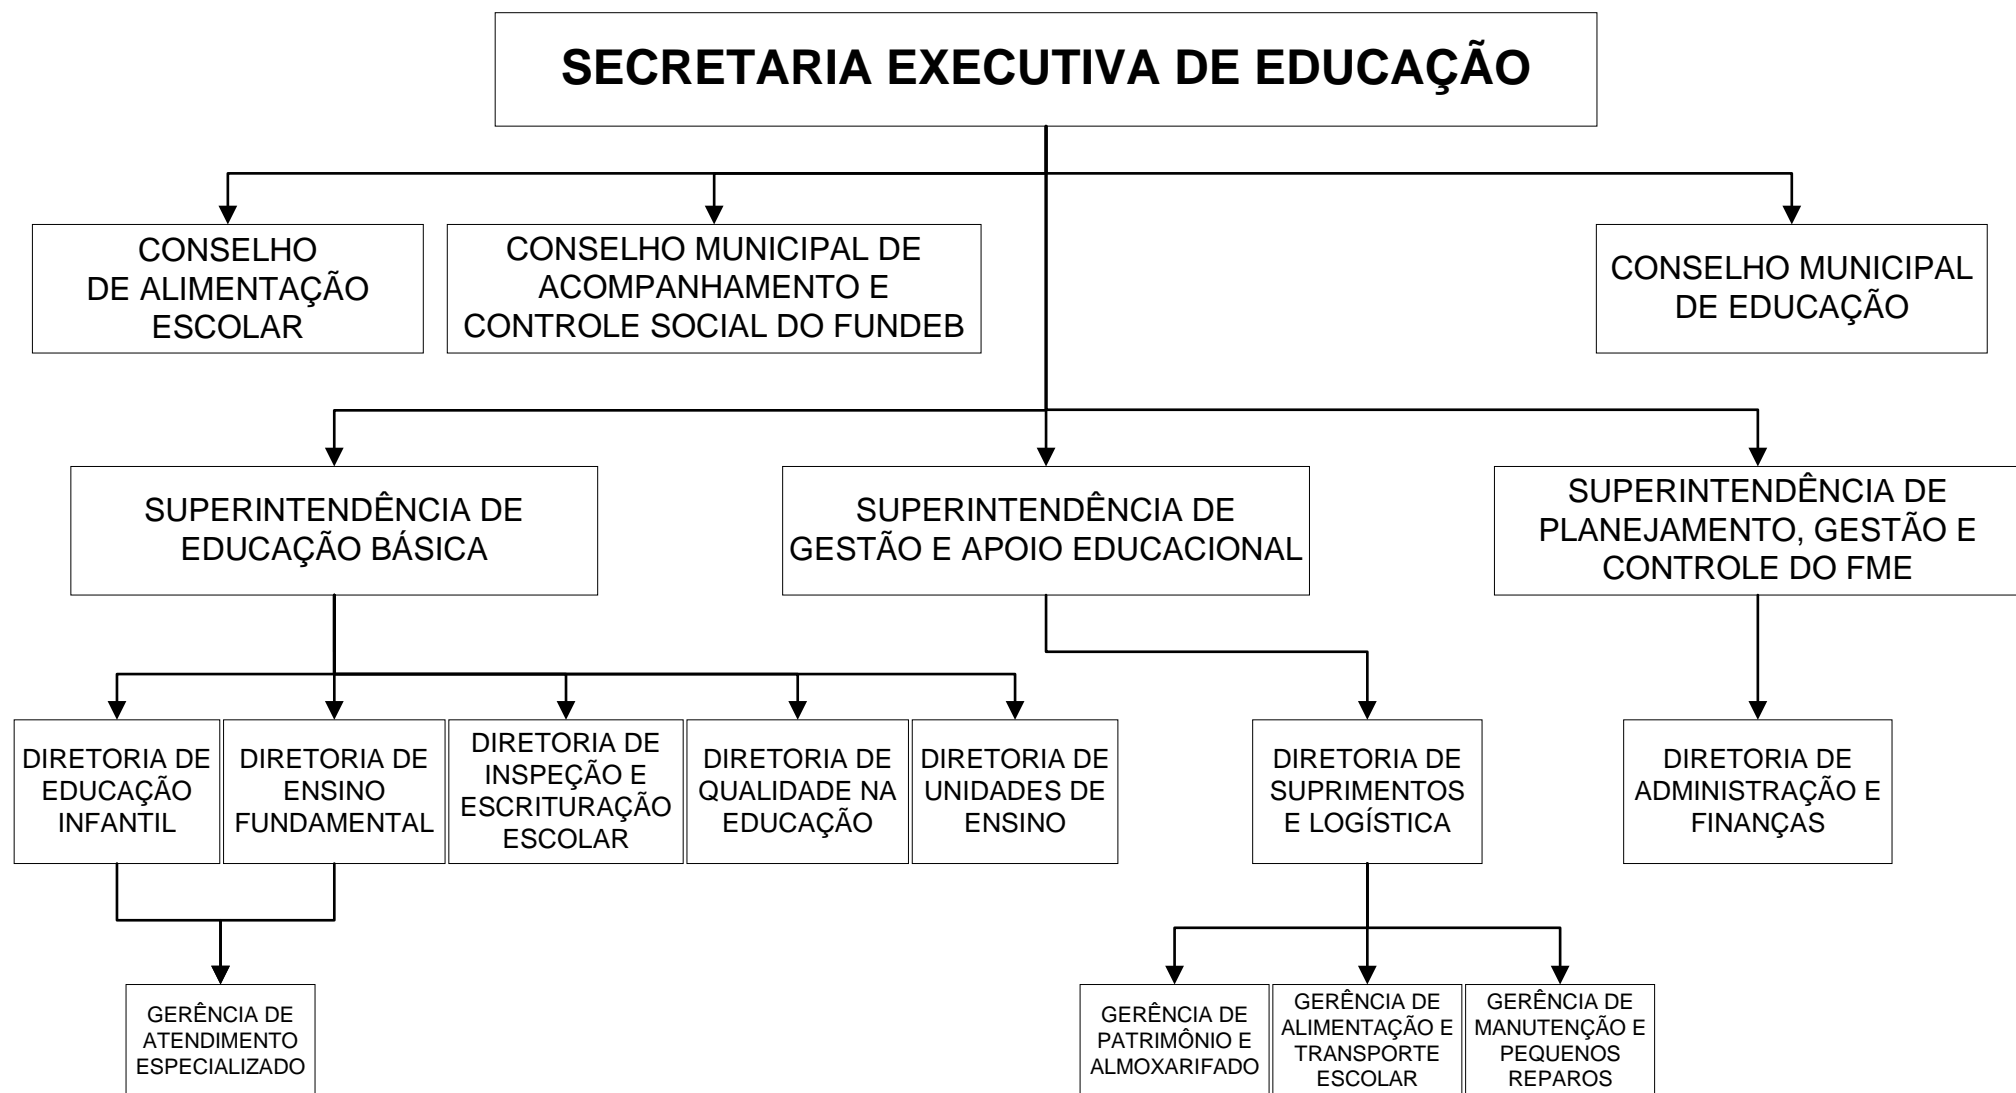 SECRETARIA EXECUTIVA DE EDUCAÇÃO
CONSELHO
DE ALIMENTAÇÃO
ESCOLAR
CONSELHO MUNICIPAL DE
ACOMPANHAMENTO E
CONTROLE SOCIAL DO FUNDEB
CONSELHO MUNICIPAL
DE EDUCAÇÃO
SUPERINTENDÊNCIA DE
EDUCAÇÃO BÁSICA
SUPERINTENDÊNCIA DE
GESTÃO E APOIO EDUCACIONAL
SUPERINTENDÊNCIA DE
PLANEJAMENTO, GESTÃO E
CONTROLE DO FME
DIRETORIA DE
EDUCAÇÃO
INFANTIL
DIRETORIA DE
ENSINO
FUNDAMENTAL
DIRETORIA DE
INSPEÇÃO E
ESCRITURAÇÃO
ESCOLAR
DIRETORIA DE
QUALIDADE NA
EDUCAÇÃO
DIRETORIA DE
UNIDADES DE
ENSINO
DIRETORIA DE
SUPRIMENTOS
E LOGÍSTICA
DIRETORIA DE
ADMINISTRAÇÃO E
FINANÇAS
GERÊNCIA DE
ATENDIMENTO
ESPECIALIZADO
GERÊNCIA DE
PATRIMÔNIO E
ALMOXARIFADO
GERÊNCIA DE
ALIMENTAÇÃO E
TRANSPORTE
ESCOLAR
GERÊNCIA DE
MANUTENÇÃO E
PEQUENOS
REPAROS